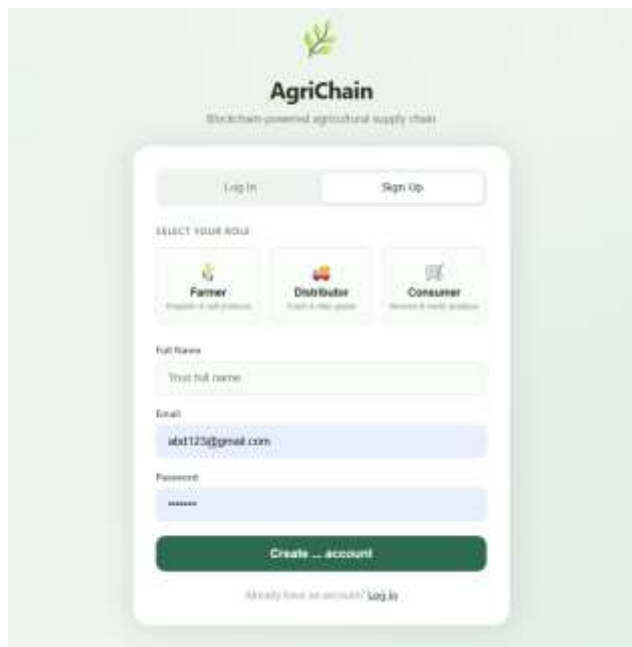 AgriChain
Blockchain-powered agricultural supply chain
Log In Sign Up
SELECT YOUR ROLE
Farmer Distributor Consumer
Full Name
Your full name
Email
abd123@gmail.com
Password
•••••••
Create ... account
Already have an account? Log in